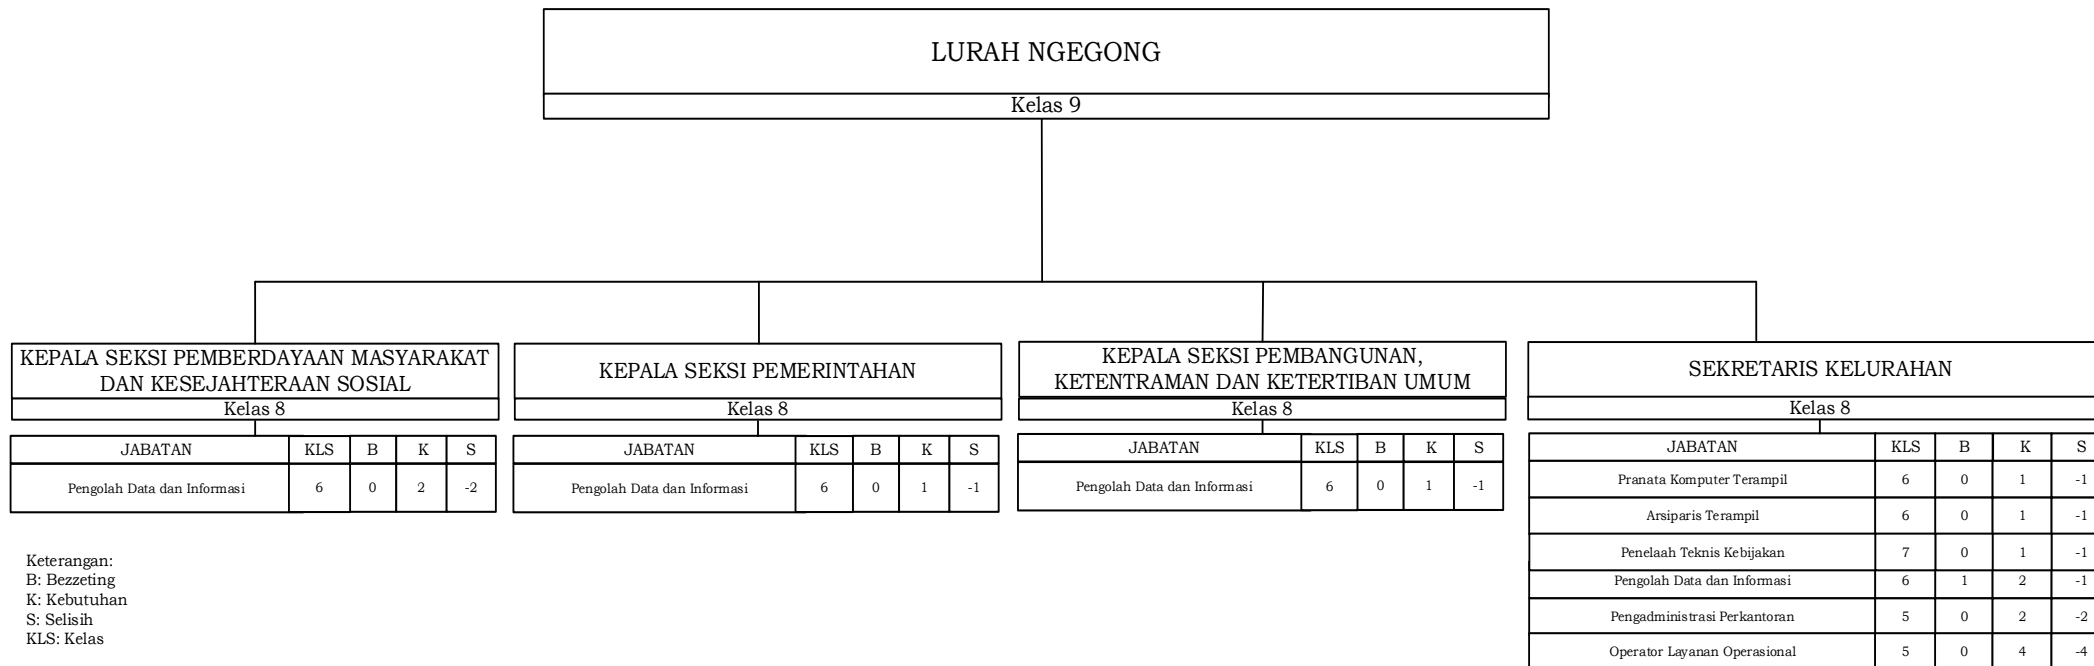 LURAH NGEGONG
Kelas 9
KEPALA SEKSI PEMBERDAYAAN MASYARAKAT
DAN KESEJAHTERAAN SOSIAL
Kelas 8
JABATAN KLS B K S
Pengolah Data dan Informasi 6 0 2 -2
KEPALA SEKSI PEMERINTAHAN
Kelas 8
JABATAN KLS B K S
Pengolah Data dan Informasi 6 0 1 -1
KEPALA SEKSI PEMBANGUNAN,
KETENTRAMAN DAN KETERTIBAN UMUM
Kelas 8
JABATAN KLS B K S
Pengolah Data dan Informasi 6 0 1 -1
SEKRETARIS KELURAHAN
Kelas 8
JABATAN KLS B K S
Pranata Komputer Terampil 6 0 1 -1
Arsiparis Terampil 6 0 1 -1
Penelaah Teknis Kebijakan 7 0 1 -1
Pengolah Data dan Informasi 6 1 2 -1
Pengadministrasi Perkantoran 5 0 2 -2
Operator Layanan Operasional 5 0 4 -4
Keterangan:
B: Bezzeting
K: Kebutuhan
S: Selisih
KLS: Kelas